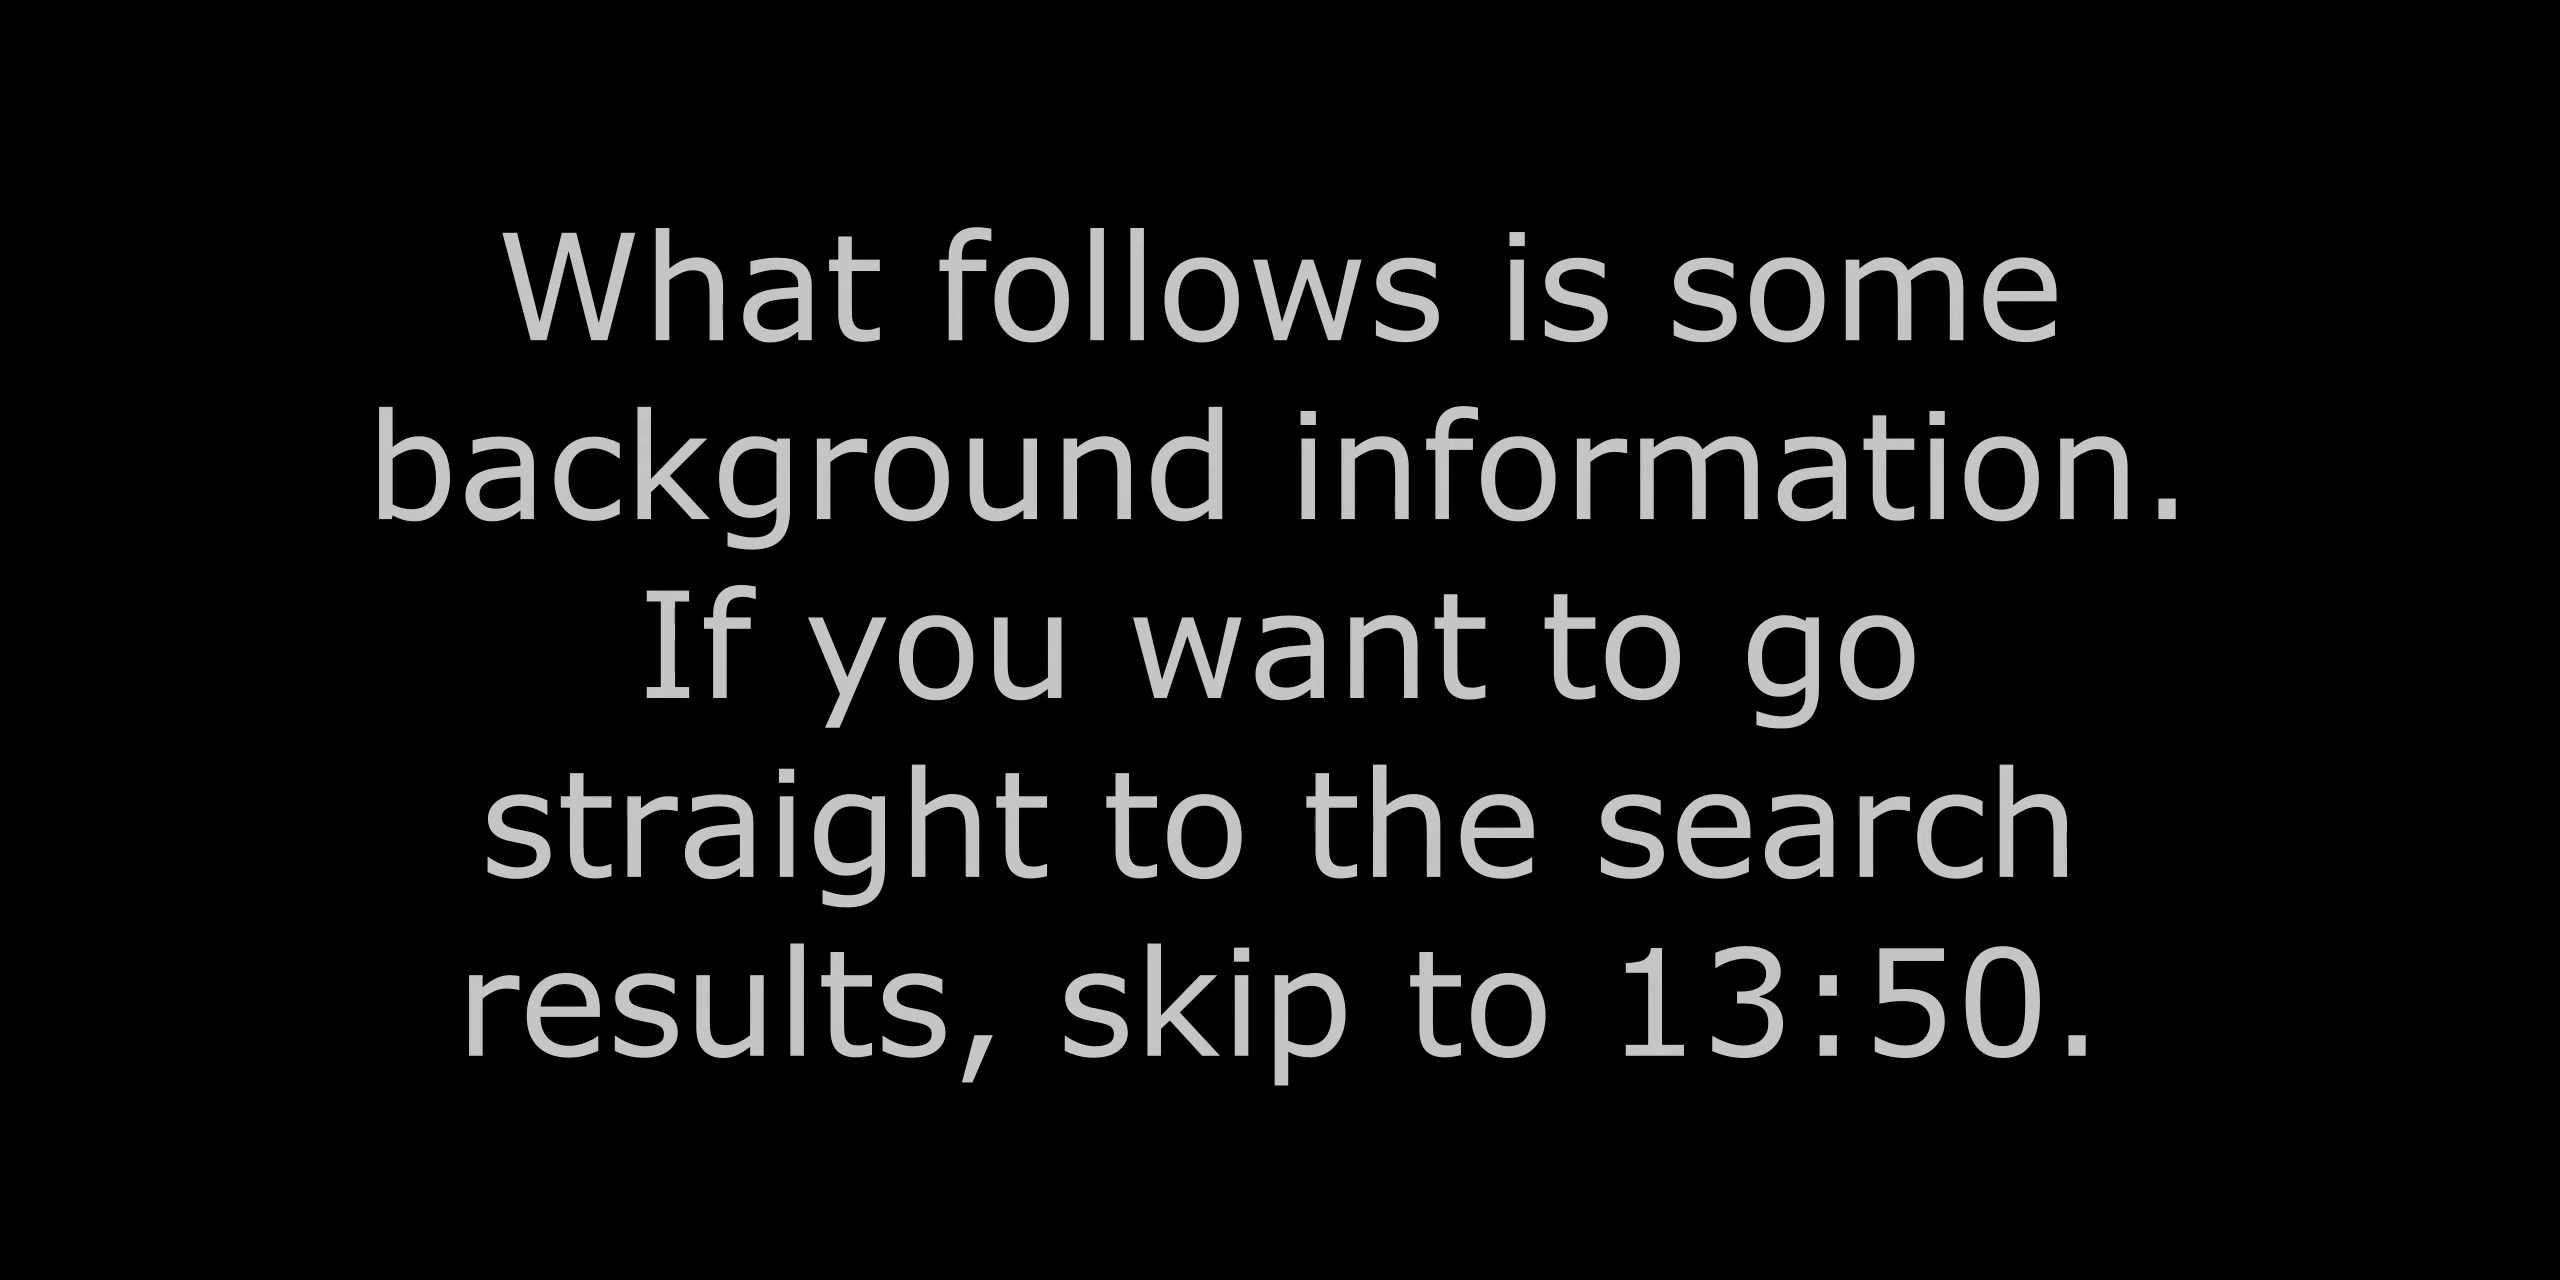 What follows is some
background information.
If you want to go
straight to the search
results, skip to 13:50.